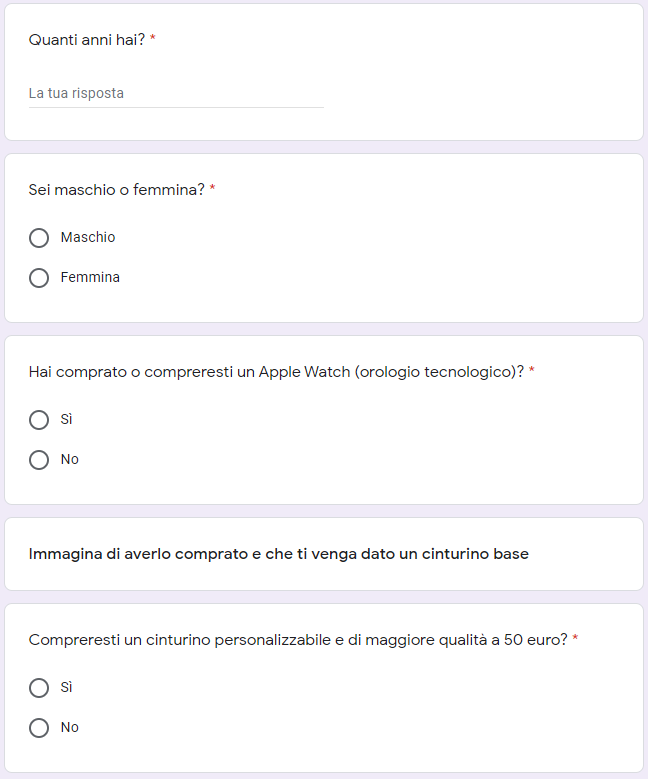 Quanti anni hai? *
La tua risposta
Sei maschio o femmina? *
Maschio
Femmina
Hai comprato o compreresti un Apple Watch (orologio tecnologico)? *
Sì
No
Immagina di averlo comprato e che ti venga dato un cinturino base
Compreresti un cinturino personalizzabile e di maggiore qualità a 50 euro? *
Sì
No